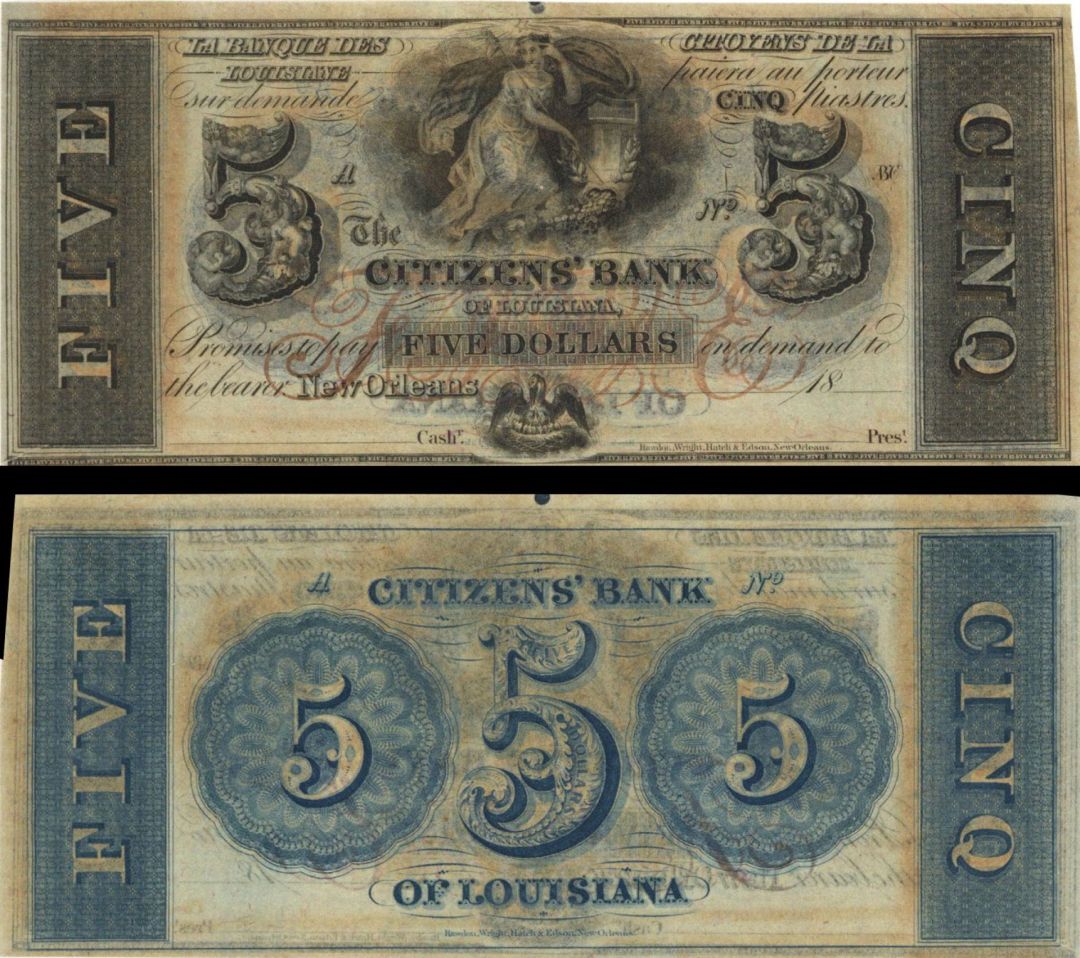 LA BANQUE DES CITOYENS DE LA
LOUISIANE paiera au porteur
sur demande CINQ piastres.
FIVE
5
A
No
5
CINQ
The
CITIZENS' BANK
OF LOUISIANA,
Promises to pay FIVE DOLLARS on demand to
the bearer New Orleans 18
Cashr. Prest.
Rawdon, Wright, Hatch & Edson, New Orleans.
A CITIZENS' BANK No
FIVE
5
5
FIVE
DOLLARS
5
CINQ
OF LOUISIANA
Rawdon, Wright, Hatch & Edson, New Orleans.